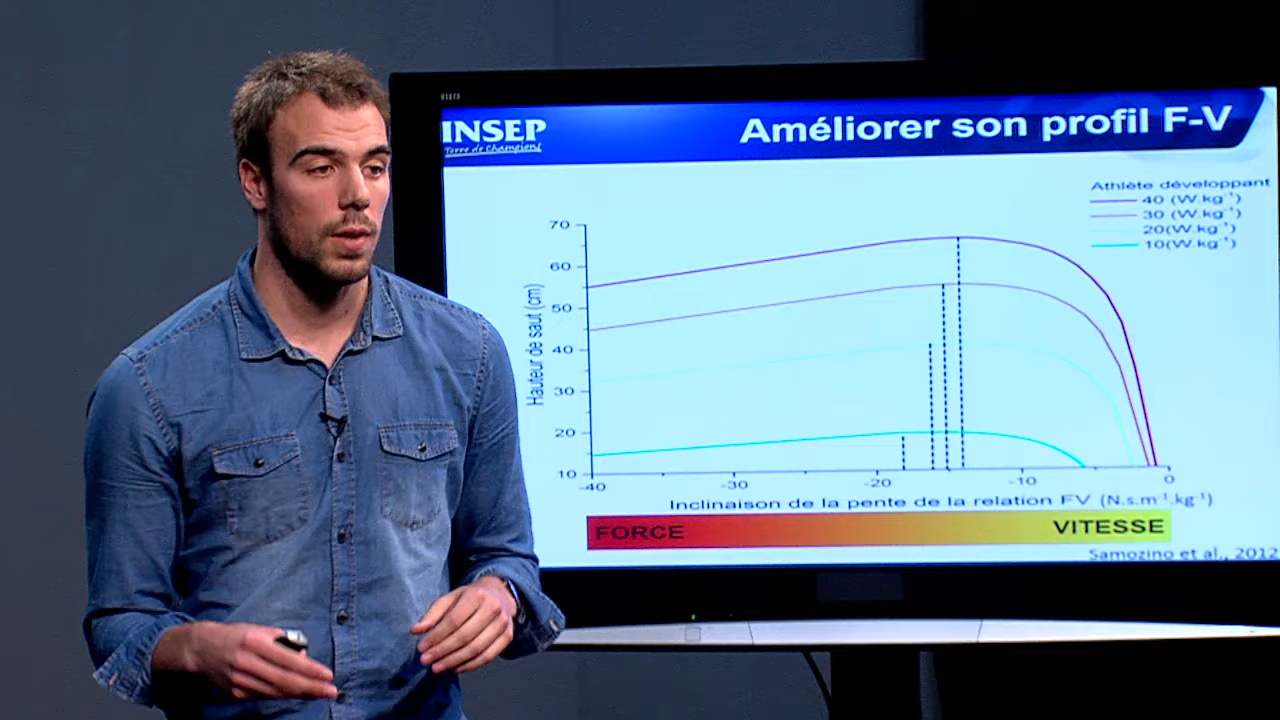 INSEP
Terre de Champions
Améliorer son profil F-V
Athlète développant
40 (W.kg⁻¹)
30 (W.kg⁻¹)
20(W.kg⁻¹)
10(W.kg⁻¹)
Hauteur de saut (cm)
70
60
50
40
30
20
10
-40
-30
-20
-10
0
Inclinaison de la pente de la relation FV (N.s.m⁻¹.kg⁻¹)
FORCE
VITESSE
Samozino et al., 2012